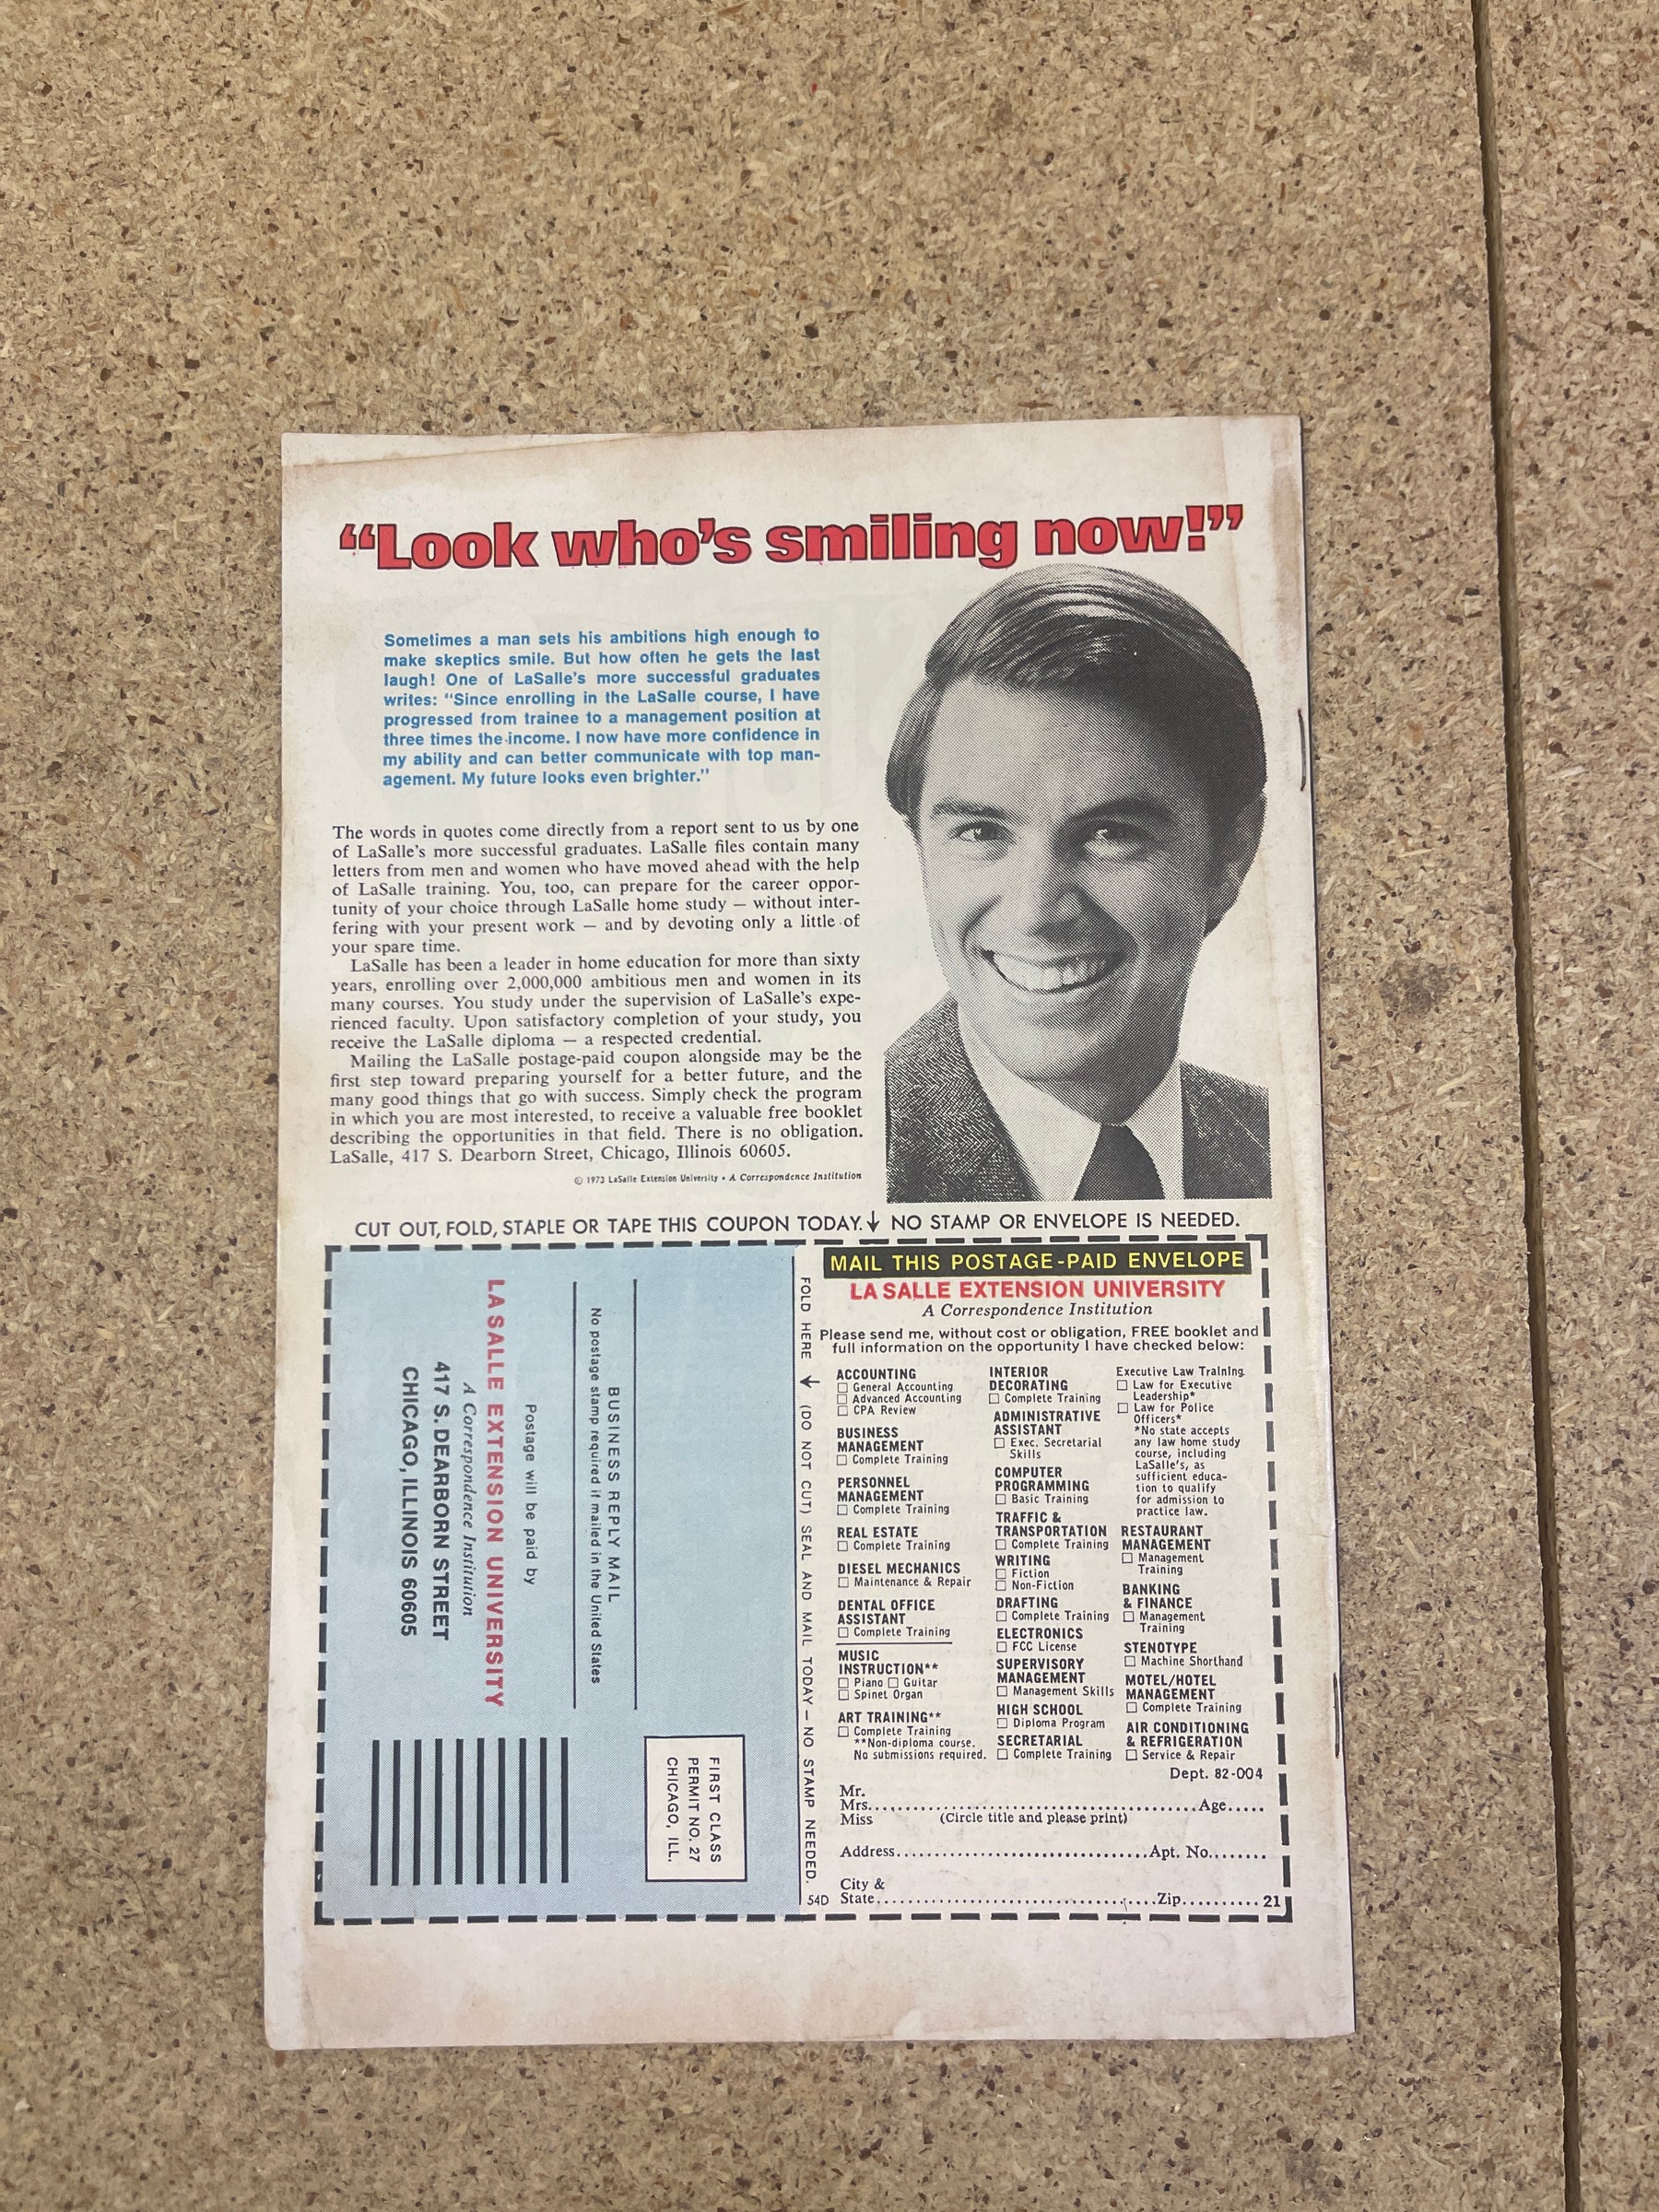 “Look who’s smiling now!”
Sometimes a man sets his ambitions high enough to
make skeptics smile. But how often he gets the last
laugh! One of LaSalle’s more successful graduates
writes: “Since enrolling in the LaSalle course, I have
progressed from trainee to a management position at
three times the income. I now have more confidence in
my ability and can better communicate with top man-
agement. My future looks even brighter.”
The words in quotes come directly from a report sent to us by one
of LaSalle’s more successful graduates. LaSalle files contain many
letters from men and women who have moved ahead with the help
of LaSalle training. You, too, can prepare for the career oppor-
tunity of your choice through LaSalle home study — without inter-
fering with your present work — and by devoting only a little of
your spare time.
LaSalle has been a leader in home education for more than sixty
years, enrolling over 2,000,000 ambitious men and women in its
many courses. You study under the supervision of LaSalle’s expe-
rienced faculty. Upon satisfactory completion of your study, you
receive the LaSalle diploma — a respected credential.
Mailing the LaSalle postage-paid coupon alongside may be the
first step toward preparing yourself for a better future, and the
many good things that go with success. Simply check the program
in which you are most interested, to receive a valuable free booklet
describing the opportunities in that field. There is no obligation.
LaSalle, 417 S. Dearborn Street, Chicago, Illinois 60605.
© 1973 LaSalle Extension University • A Correspondence Institution
CUT OUT, FOLD, STAPLE OR TAPE THIS COUPON TODAY.↓ NO STAMP OR ENVELOPE IS NEEDED.
FIRST CLASS
PERMIT NO. 27
CHICAGO, ILL.
BUSINESS REPLY MAIL
No postage stamp required if mailed in the United States
Postage will be paid by
LA SALLE EXTENSION UNIVERSITY
A Correspondence Institution
417 S. DEARBORN STREET
CHICAGO, ILLINOIS 60605
FOLD HERE ↓ (DO NOT CUT) SEAL AND MAIL TODAY — NO STAMP NEEDED.
MAIL THIS POSTAGE-PAID ENVELOPE
LA SALLE EXTENSION UNIVERSITY
A Correspondence Institution
Please send me, without cost or obligation, FREE booklet and
full information on the opportunity I have checked below:
ACCOUNTING
☐ General Accounting
☐ Advanced Accounting
☐ CPA Review
BUSINESS
MANAGEMENT
☐ Complete Training
PERSONNEL
MANAGEMENT
☐ Complete Training
REAL ESTATE
☐ Complete Training
DIESEL MECHANICS
☐ Maintenance & Repair
DENTAL OFFICE
ASSISTANT
☐ Complete Training
MUSIC
INSTRUCTION**
☐ Piano ☐ Guitar
☐ Spinet Organ
ART TRAINING**
☐ Complete Training
**Non-diploma course.
No submissions required.
INTERIOR
DECORATING
☐ Complete Training
ADMINISTRATIVE
ASSISTANT
☐ Exec. Secretarial
Skills
COMPUTER
PROGRAMMING
☐ Basic Training
TRAFFIC &
TRANSPORTATION
☐ Complete Training
WRITING
☐ Fiction
☐ Non-Fiction
DRAFTING
☐ Complete Training
ELECTRONICS
☐ FCC License
SUPERVISORY
MANAGEMENT
☐ Management Skills
HIGH SCHOOL
☐ Diploma Program
SECRETARIAL
☐ Complete Training
Executive Law Training
☐ Law for Executive
Leadership*
☐ Law for Police
Officers*
*No state accepts
any law home study
course, including
LaSalle’s, as
sufficient educa-
tion to qualify
for admission to
practice law.
RESTAURANT
MANAGEMENT
☐ Management
Training
BANKING
& FINANCE
☐ Management
Training
STENOTYPE
☐ Machine Shorthand
MOTEL/HOTEL
MANAGEMENT
☐ Complete Training
AIR CONDITIONING
& REFRIGERATION
☐ Service & Repair
Dept. 82-004
Mr.
Mrs. Age
Miss (Circle title and please print)
Address Apt. No.
City &
54D State Zip 21